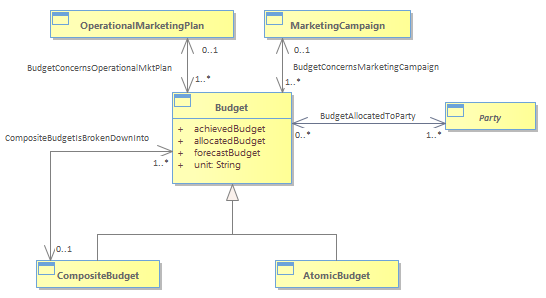 OperationalMarketingPlan
MarketingCampaign
0..1
0..1
BudgetConcernsOperationalMktPlan
BudgetConcernsMarketingCampaign
1..*
1..*
Budget
+ achievedBudget
+ allocatedBudget
+ forecastBudget
+ unit: String
BudgetAllocatedToParty
Party
0..*
1..*
CompositeBudgetIsBrokenDownInto
1..*
0..1
CompositeBudget
AtomicBudget